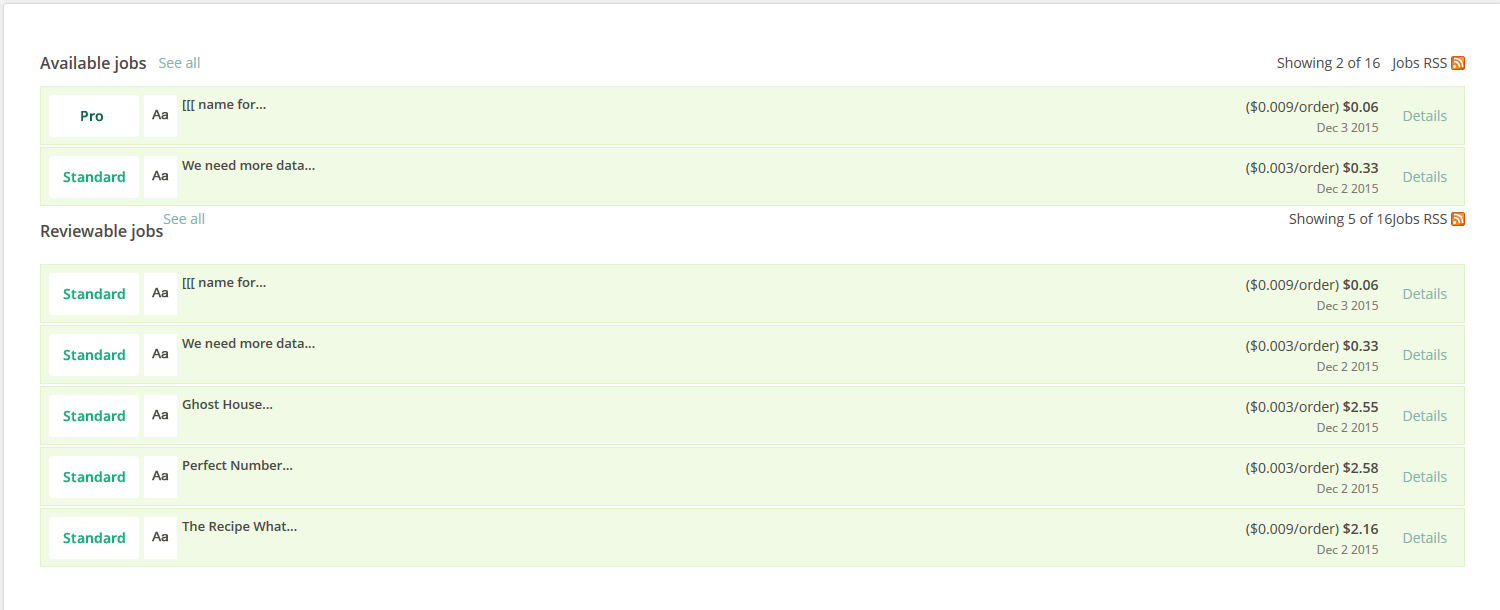 Available jobs See all Showing 2 of 16 Jobs RSS
Pro Aa [[[ name for... ($0.009/order) $0.06 Details
Dec 3 2015
Standard Aa We need more data... ($0.003/order) $0.33 Details
Dec 2 2015
Reviewable jobs See all Showing 5 of 16Jobs RSS
Standard Aa [[[ name for... ($0.009/order) $0.06 Details
Dec 3 2015
Standard Aa We need more data... ($0.003/order) $0.33 Details
Dec 2 2015
Standard Aa Ghost House... ($0.003/order) $2.55 Details
Dec 2 2015
Standard Aa Perfect Number... ($0.003/order) $2.58 Details
Dec 2 2015
Standard Aa The Recipe What... ($0.009/order) $2.16 Details
Dec 2 2015